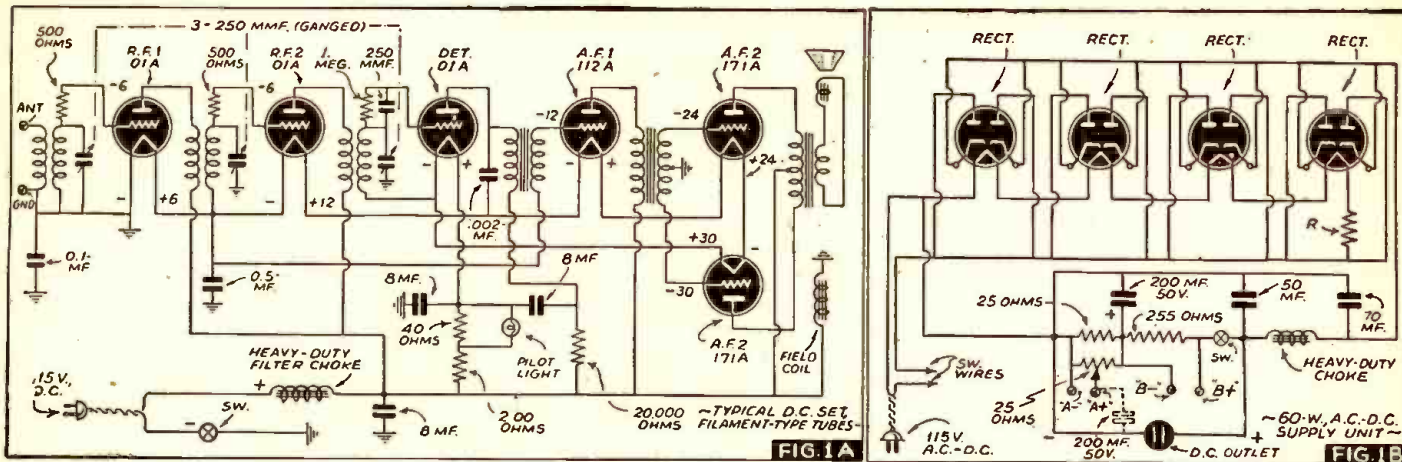 3-250 MMF. (GANGED)
500
OHMS
R.F.1
01A
500
OHMS
R.F.2
01A
1.
MEG.
250
MMF.
DET.
01A
A.F.1
112A
A.F.2
171A
-6
-6
-12
-24
ANT
GND
-
+6
-
+12
-
+
-
+
+24
.002-
MF.
+30
-
-30
0.1-
MF
0.5-
MF.
8 MF.
8 MF.
40
OHMS
PILOT
LIGHT
A.F.2
171A
FIELD
COIL
HEAVY-DUTY
FILTER CHOKE
+
115 V.,
D.C.
-
SW.
8 MF.
200
OHMS
20,000
OHMS
~TYPICAL D.C. SET,
FILAMENT-TYPE TUBES~
FIG. 1A
RECT.
RECT.
RECT.
RECT.
R
200 MF.
50V.
+
50
MF.
70
MF.
25 OHMS
255 OHMS
SW.
HEAVY-DUTY
CHOKE
SW.
WIRES
25
OHMS
"A-"
"A+"
"B-"
"B+"
115 V.
A.C.-D.C.
200 MF.
50V.
-
+
D.C. OUTLET
~60-W., A.C.-D.C.
SUPPLY UNIT~
FIG. 1B